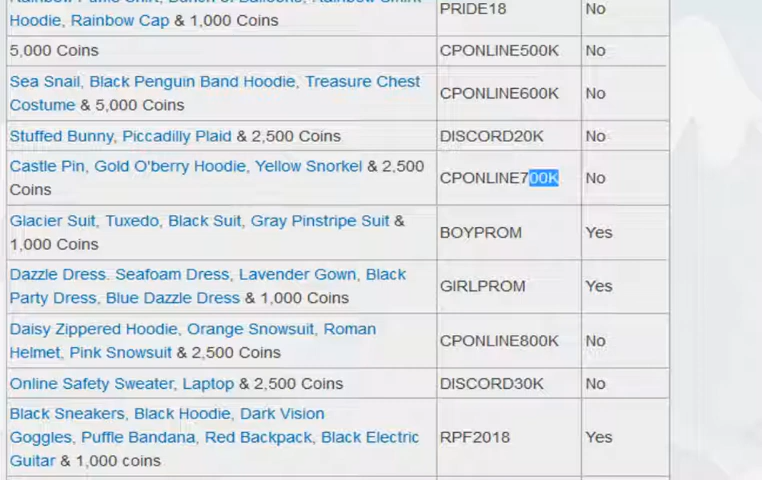 Hoodie, Rainbow Cap & 1,000 Coins
PRIDE18
No
5,000 Coins
CPONLINE500K
No
Sea Snail, Black Penguin Band Hoodie, Treasure Chest
Costume & 5,000 Coins
CPONLINE600K
No
Stuffed Bunny, Piccadilly Plaid & 2,500 Coins
DISCORD20K
No
Castle Pin, Gold O'berry Hoodie, Yellow Snorkel & 2,500
Coins
CPONLINE700K
No
Glacier Suit, Tuxedo, Black Suit, Gray Pinstripe Suit &
1,000 Coins
BOYPROM
Yes
Dazzle Dress. Seafoam Dress, Lavender Gown, Black
Party Dress, Blue Dazzle Dress & 1,000 Coins
GIRLPROM
Yes
Daisy Zippered Hoodie, Orange Snowsuit, Roman
Helmet, Pink Snowsuit & 2,500 Coins
CPONLINE800K
No
Online Safety Sweater, Laptop & 2,500 Coins
DISCORD30K
No
Black Sneakers, Black Hoodie, Dark Vision
Goggles, Puffle Bandana, Red Backpack, Black Electric
Guitar & 1,000 coins
RPF2018
Yes